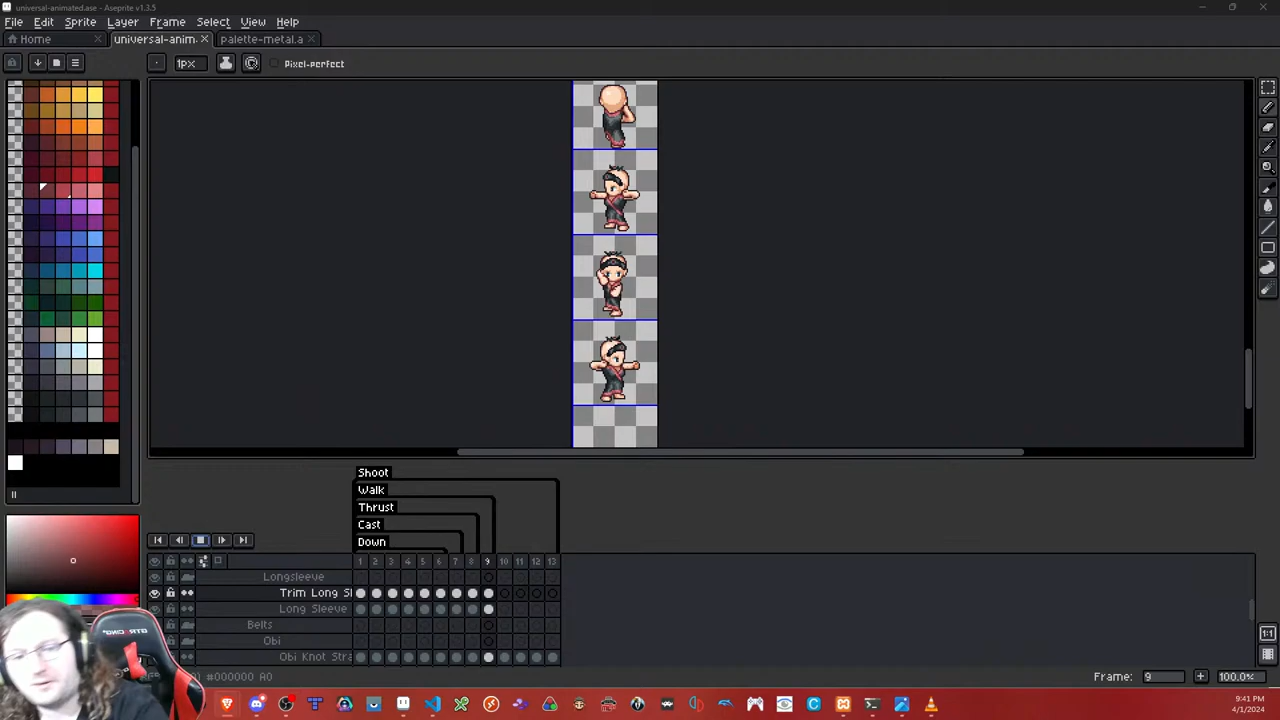 universal-animated.ase - Aseprite v1.3.5
File Edit Sprite Layer Frame Select View Help
Home universal-anim. palette-metal.a
1px Pixel-perfect
Shoot
Walk
Thrust
Cast
Down
1 2 3 4 5 6 7 8 9 10 11 12 13
Longsleeve
Trim Long Sl
Long Sleeve
Belts
Obi
Obi Knot Stra
#000000 A0
Frame: 9 100.0%
1:1
9:41 PM
4/1/2024